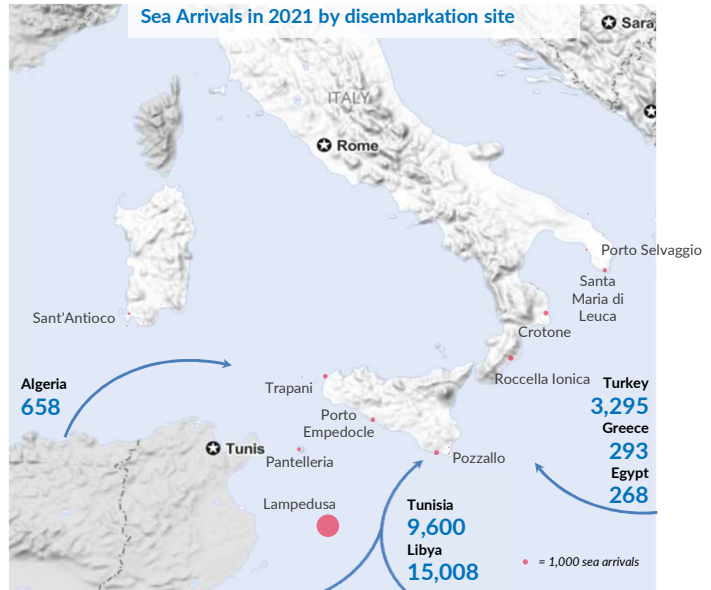 Sea Arrivals in 2021 by disembarkation site
Sara
ITALY
Rome
Porto Selvaggio
Santa
Maria di
Leuca
Sant'Antioco
Crotone
Algeria
658
Trapani
Roccella Ionica
Turkey
3,295
Porto
Empedocle
Greece
293
Tunis
Pantelleria
Pozzallo
Egypt
268
Lampedusa
Tunisia
9,600
Libya
15,008
= 1,000 sea arrivals